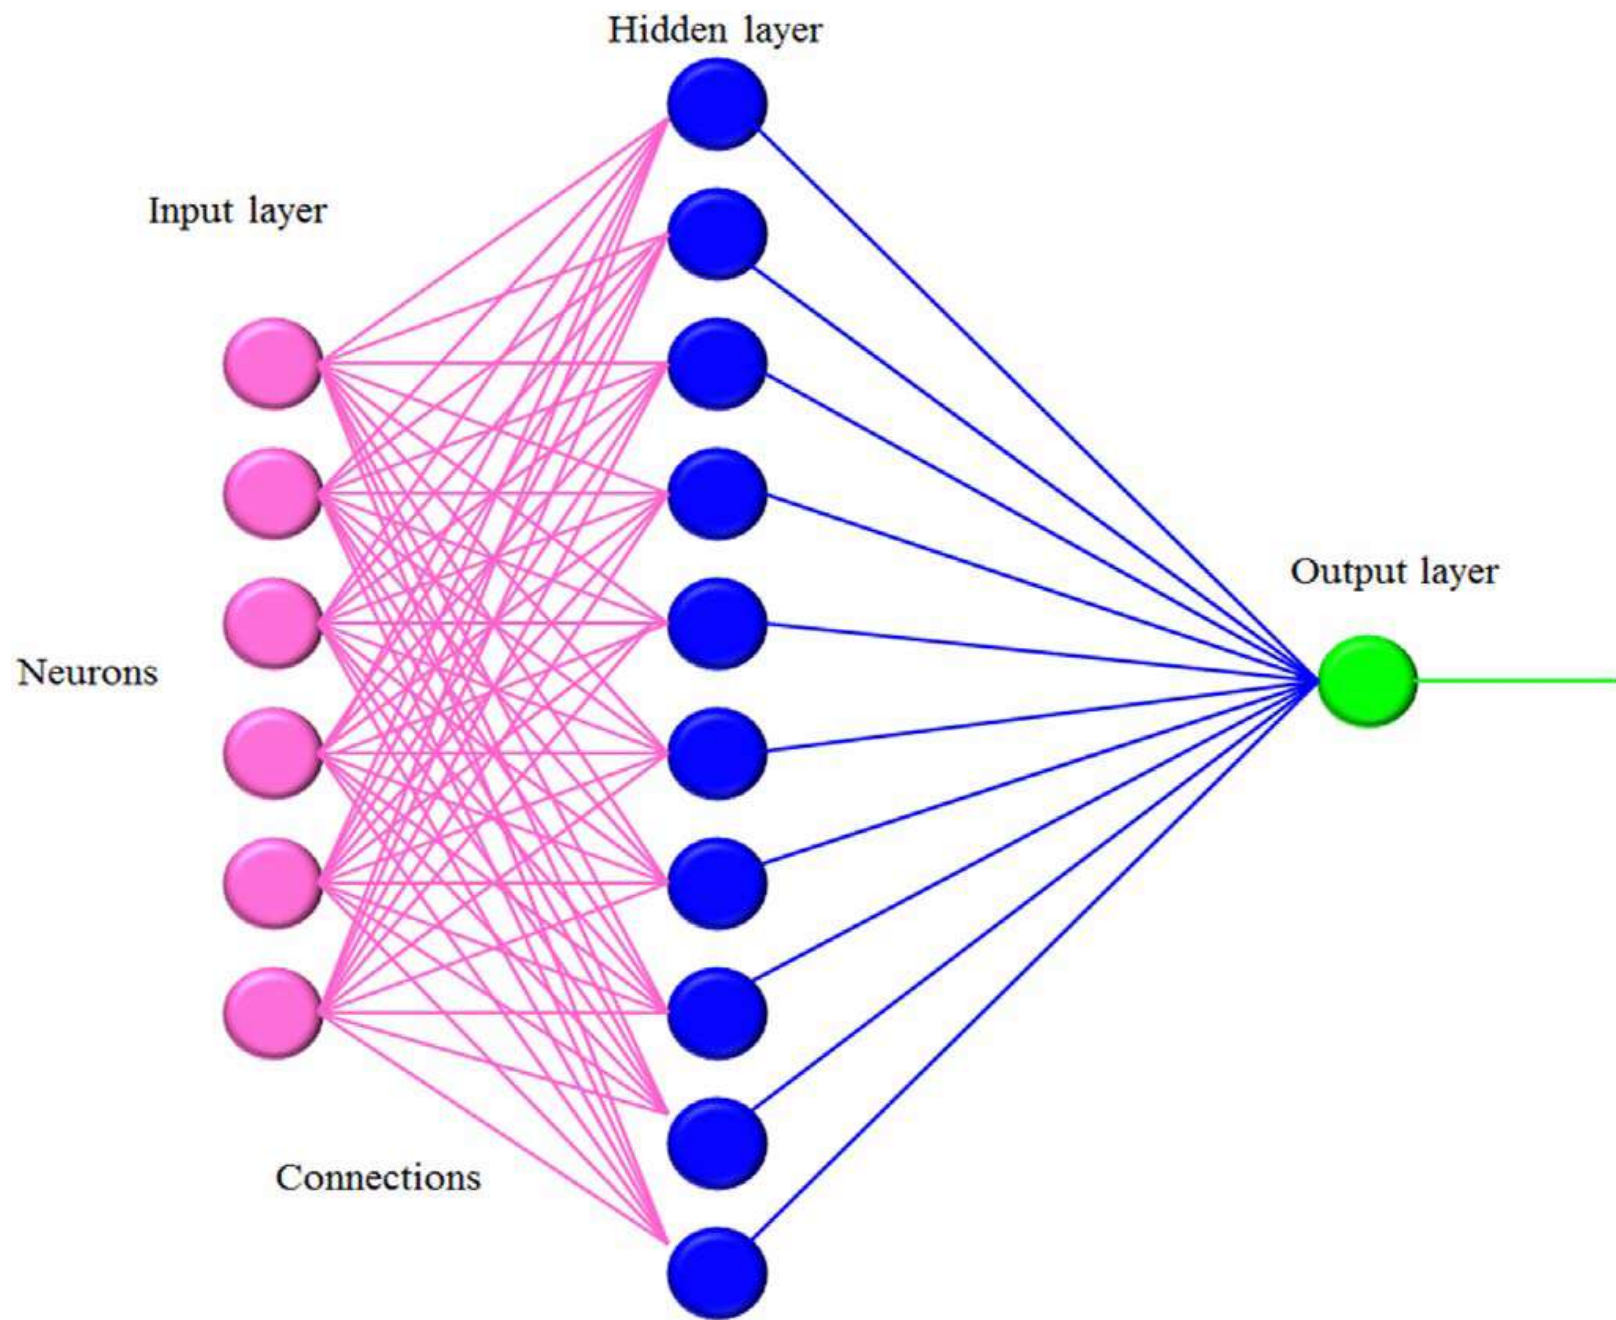 Hidden layer
Input layer
Output layer
Neurons
Connections